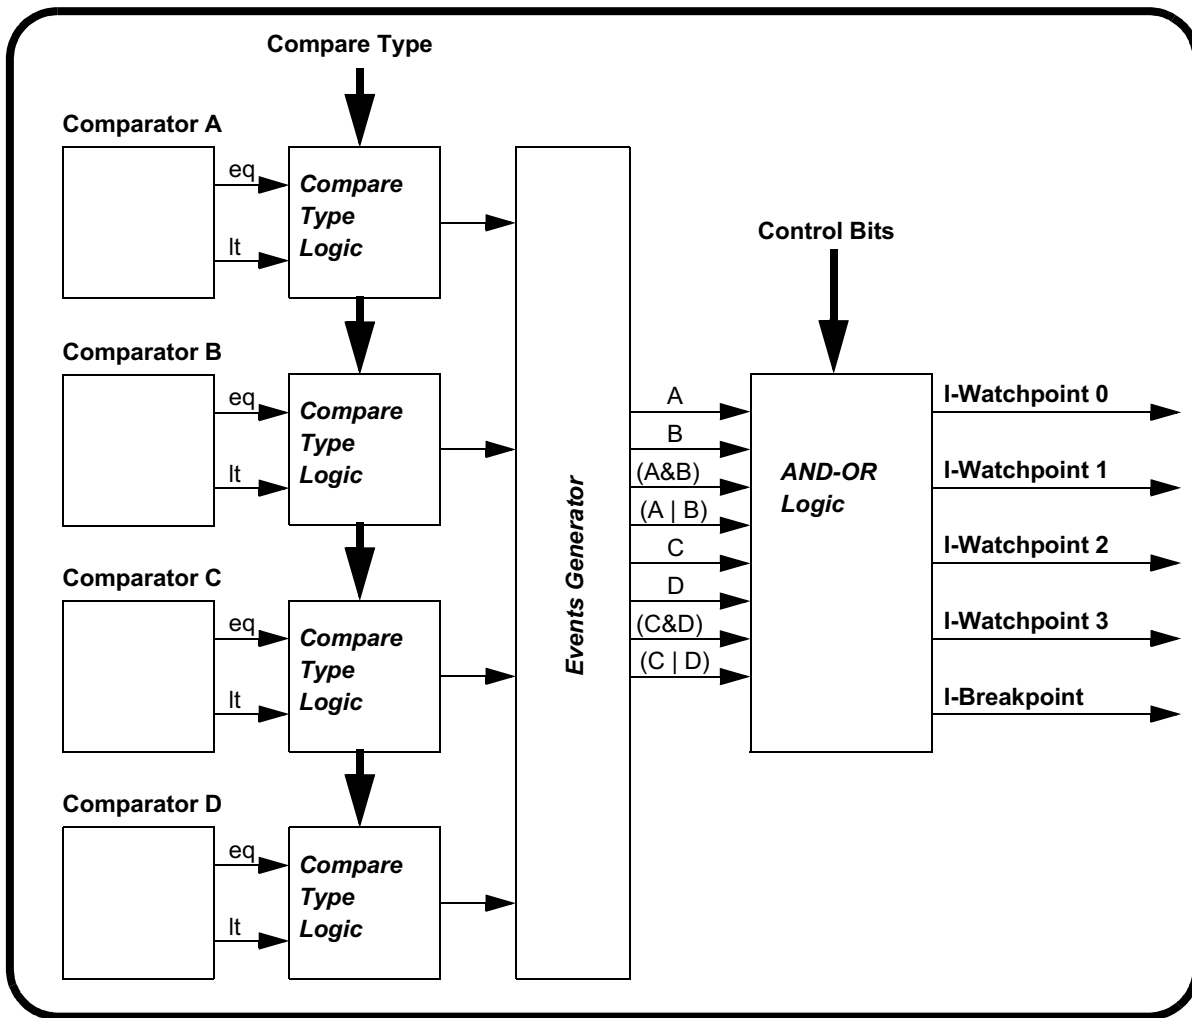 Compare Type
Comparator A
eq
lt
Compare
Type
Logic
Comparator B
eq
lt
Compare
Type
Logic
Comparator C
eq
lt
Compare
Type
Logic
Comparator D
eq
lt
Compare
Type
Logic
Events Generator
A
B
(A&B)
(A | B)
C
D
(C&D)
(C | D)
Control Bits
AND-OR
Logic
I-Watchpoint 0
I-Watchpoint 1
I-Watchpoint 2
I-Watchpoint 3
I-Breakpoint